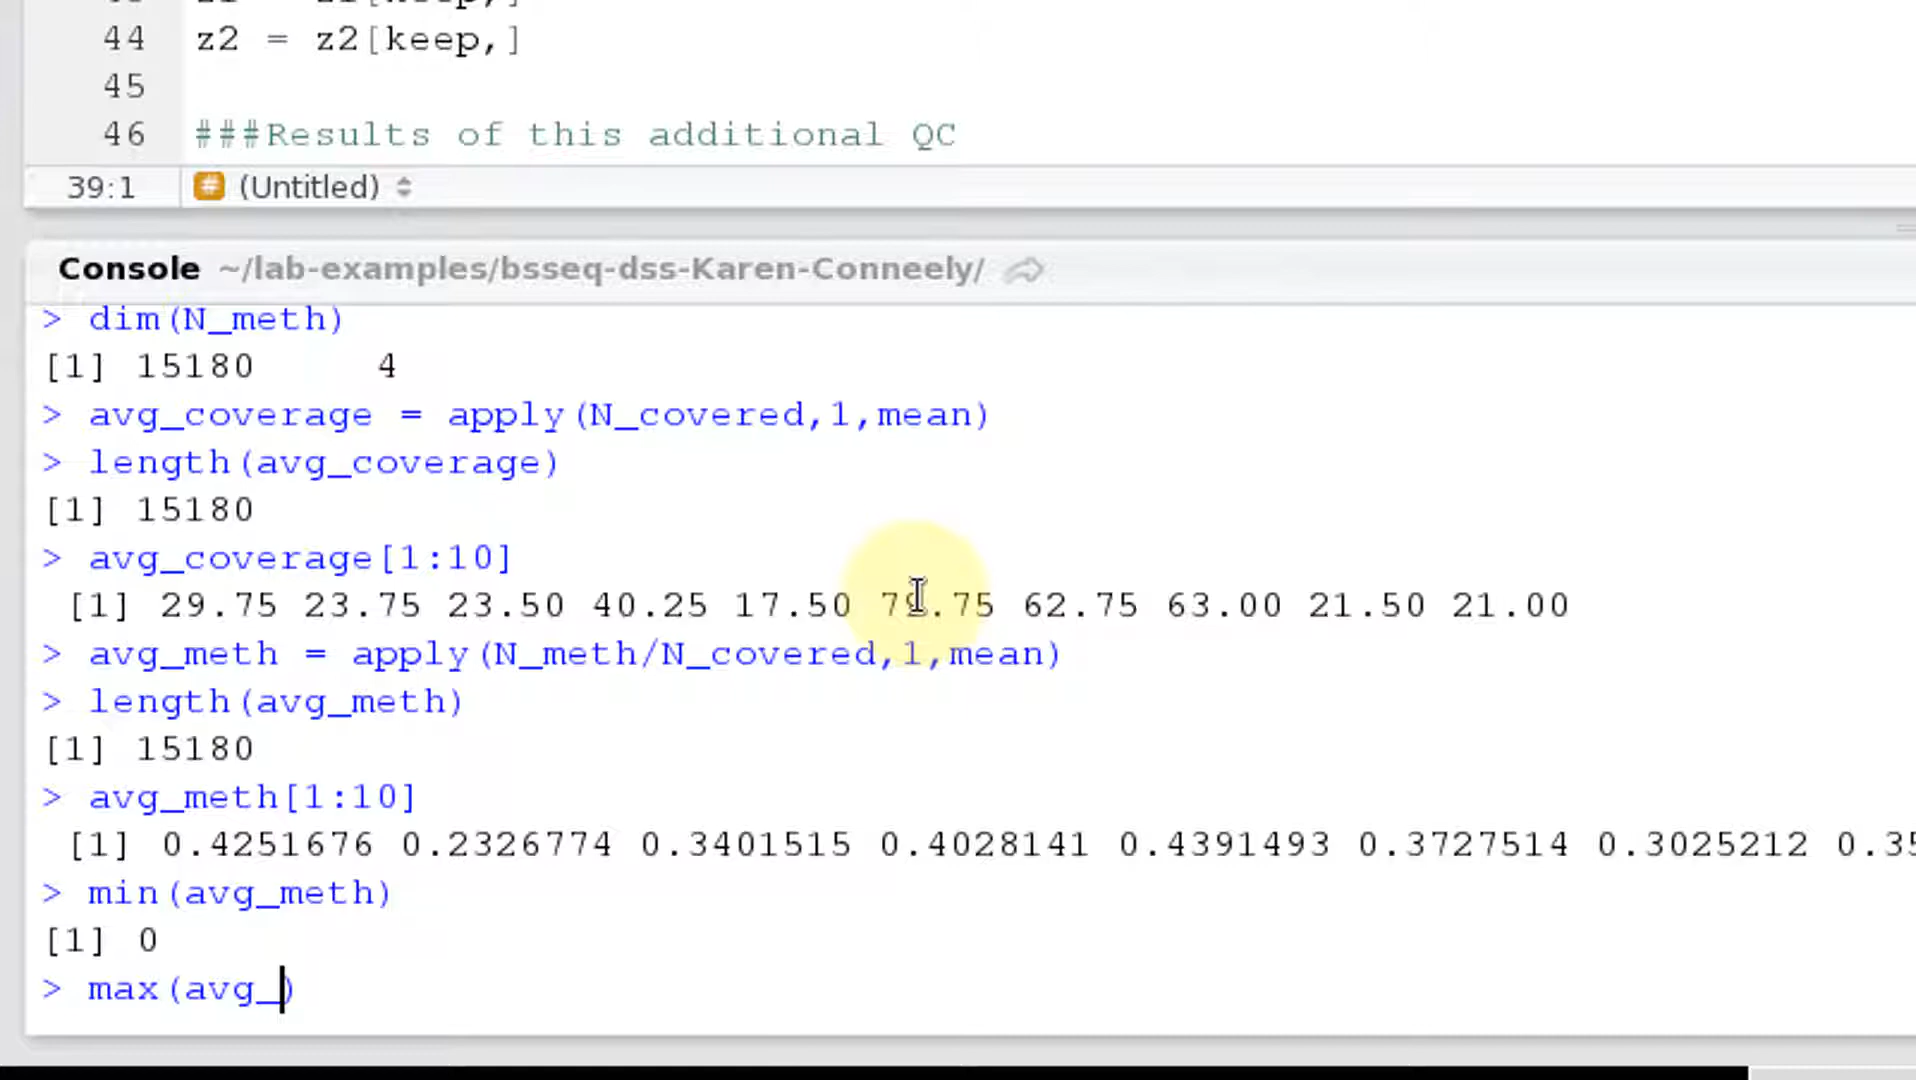 44 z2 = z2[keep,]
45
46 ###Results of this additional QC
39:1 # (Untitled)
Console ~/lab-examples/bsseq-dss-Karen-Conneely/
> dim(N_meth)
[1] 15180 4
> avg_coverage = apply(N_covered,1,mean)
> length(avg_coverage)
[1] 15180
> avg_coverage[1:10]
[1] 29.75 23.75 23.50 40.25 17.50 62.75 63.00 21.50 21.00
> avg_meth = apply(N_meth/N_covered,1,mean)
> length(avg_meth)
[1] 15180
> avg_meth[1:10]
[1] 0.4251676 0.2326774 0.3401515 0.4028141 0.4391493 0.3727514 0.3025212
> min(avg_meth)
[1] 0
> max(avg_)